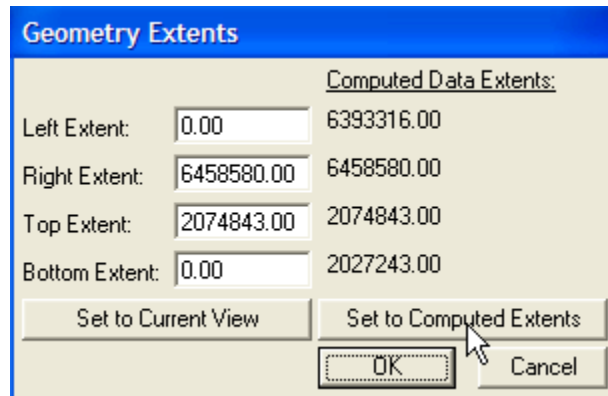 Geometry Extents
Computed Data Extents:
Left Extent: 0.00 6393316.00
Right Extent: 6458580.00 6458580.00
Top Extent: 2074843.00 2074843.00
Bottom Extent: 0.00 2027243.00
Set to Current View Set to Computed Extents
OK Cancel